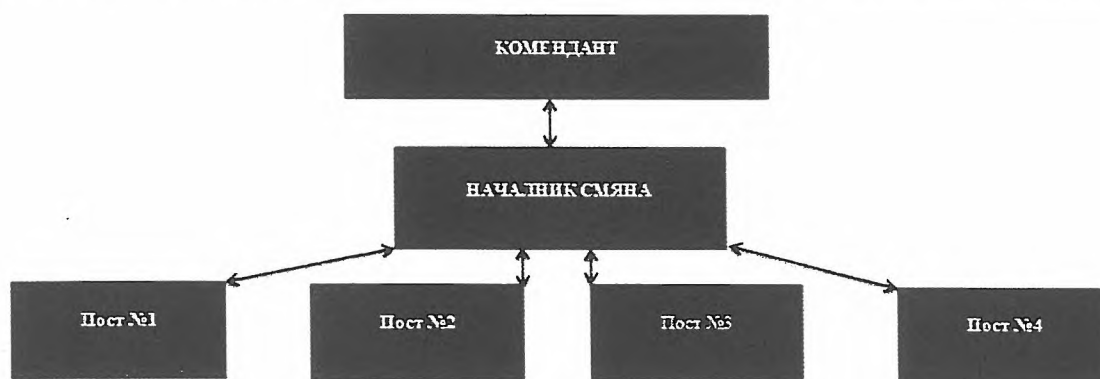 КОМЕНДАНТ
НАЧАЛНИК СМЯНА
Пост №1
Пост №2
Пост №3
Пост №4